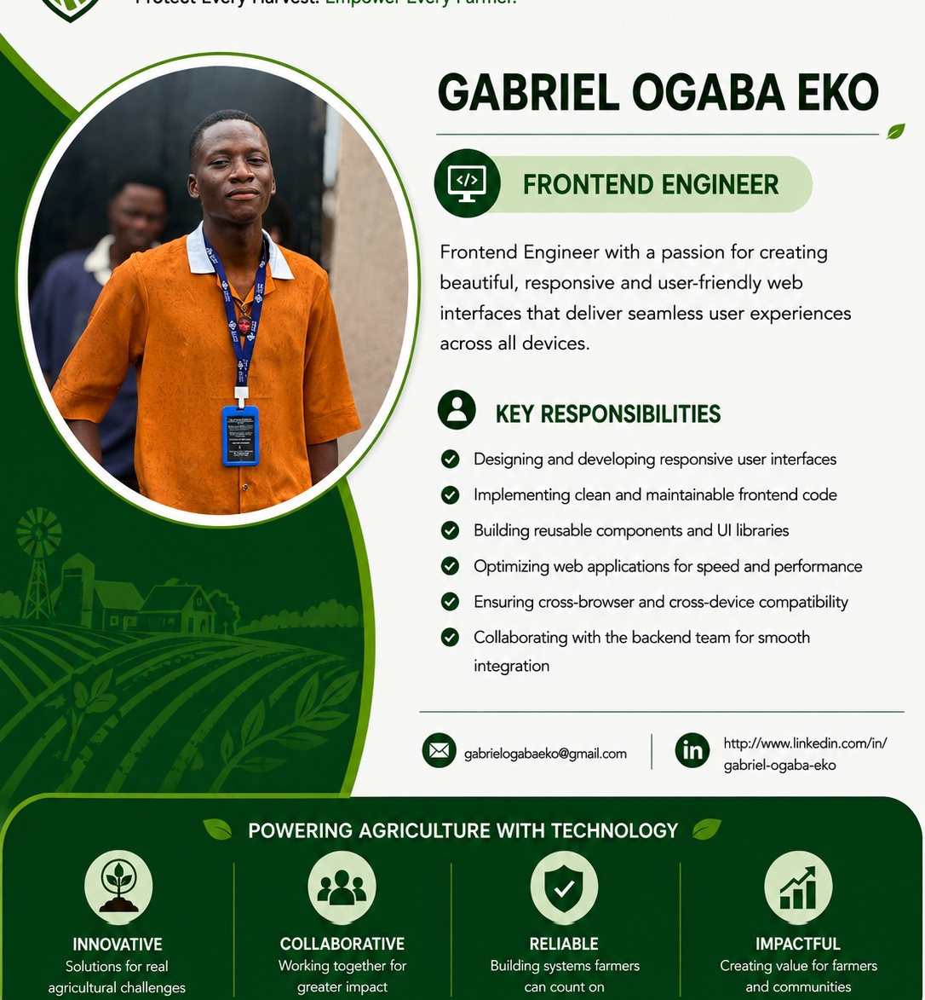 Protect Every Harvest. Empower Every Farmer.
GABRIEL OGABA EKO
</>
FRONTEND ENGINEER
Frontend Engineer with a passion for creating
beautiful, responsive and user-friendly web
interfaces that deliver seamless user experiences
across all devices.
KEY RESPONSIBILITIES
Designing and developing responsive user interfaces
Implementing clean and maintainable frontend code
Building reusable components and UI libraries
Optimizing web applications for speed and performance
Ensuring cross-browser and cross-device compatibility
Collaborating with the backend team for smooth
integration
gabrielogabaeko@gmail.com
in
http://www.linkedin.com/in/
gabriel-ogaba-eko
POWERING AGRICULTURE WITH TECHNOLOGY
INNOVATIVE
Solutions for real
agricultural challenges
COLLABORATIVE
Working together for
greater impact
RELIABLE
Building systems farmers
can count on
IMPACTFUL
Creating value for farmers
and communities